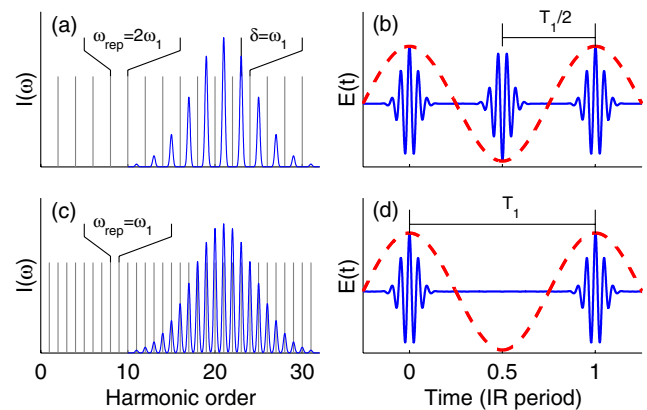 (a)
ω_rep=2ω_1
δ=ω_1
I(ω)
(b)
T_1/2
E(t)
(c)
ω_rep=ω_1
I(ω)
0
10
20
30
Harmonic order
(d)
T_1
E(t)
0
0.5
1
Time (IR period)